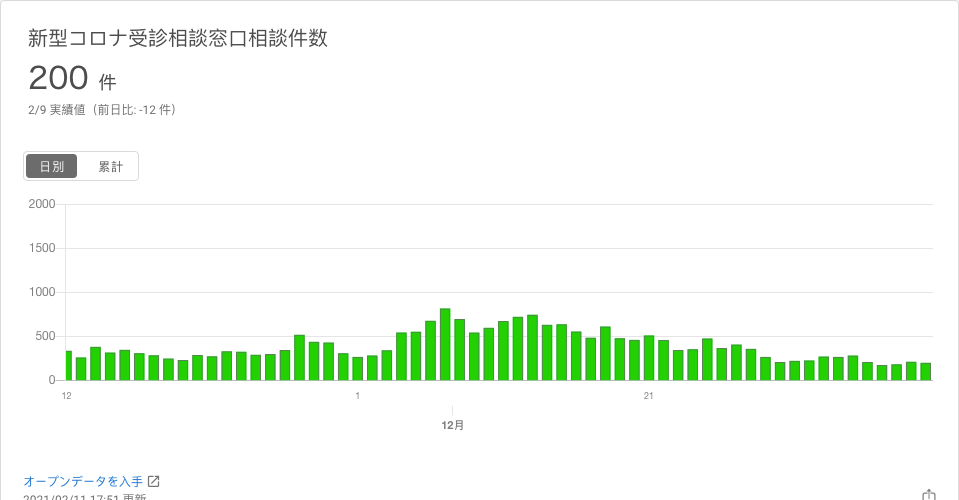 新型コロナ受診相談窓口相談件数
200 件
2/9 実績値（前日比: -12 件）
日別 累計
2000
1500
1000
500
0
12 1 21
12月
オープンデータを入手
2021/02/11 17:51 更新